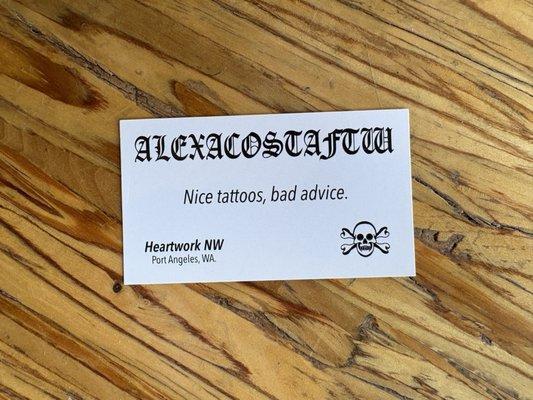 ALEXACOSTAFTW
Nice tattoos, bad advice.
Heartwork NW
Port Angeles, WA.